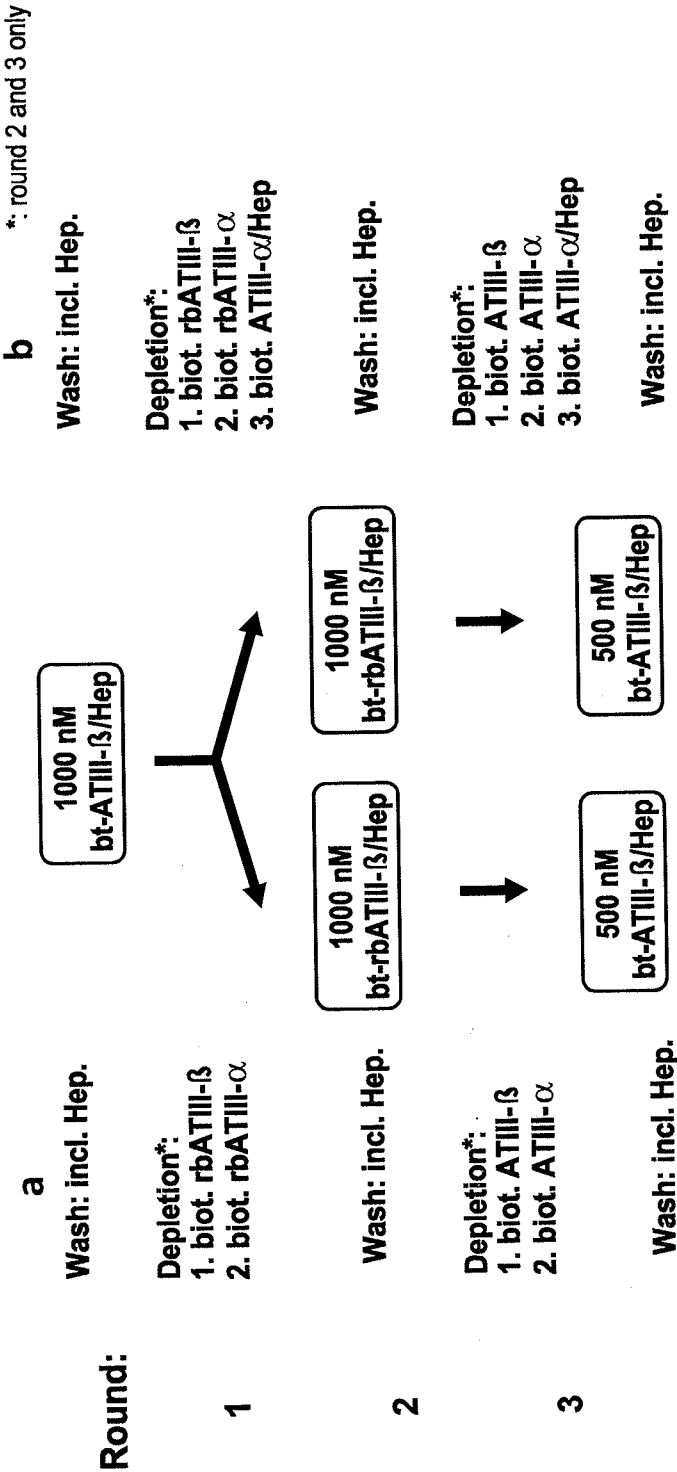 a
b
*: round 2 and 3 only
Round:
Wash: incl. Hep.
1000 nM
bt-ATIII-ß/Hep
Wash: incl. Hep.
1
Depletion*:
1. biot. rbATIII-ß
2. biot. rbATIII-α
Depletion*:
1. biot. rbATIII-ß
2. biot. rbATIII-α
3. biot. ATIII-α/Hep
2
Wash: incl. Hep.
1000 nM
bt-rbATIII-ß/Hep
1000 nM
bt-rbATIII-ß/Hep
Wash: incl. Hep.
Depletion*:
1. biot. ATIII-ß
2. biot. ATIII-α
Depletion*:
1. biot. ATIII-ß
2. biot. ATIII-α
3. biot. ATIII-α/Hep
3
Wash: incl. Hep.
500 nM
bt-ATIII-ß/Hep
500 nM
bt-ATIII-ß/Hep
Wash: incl. Hep.